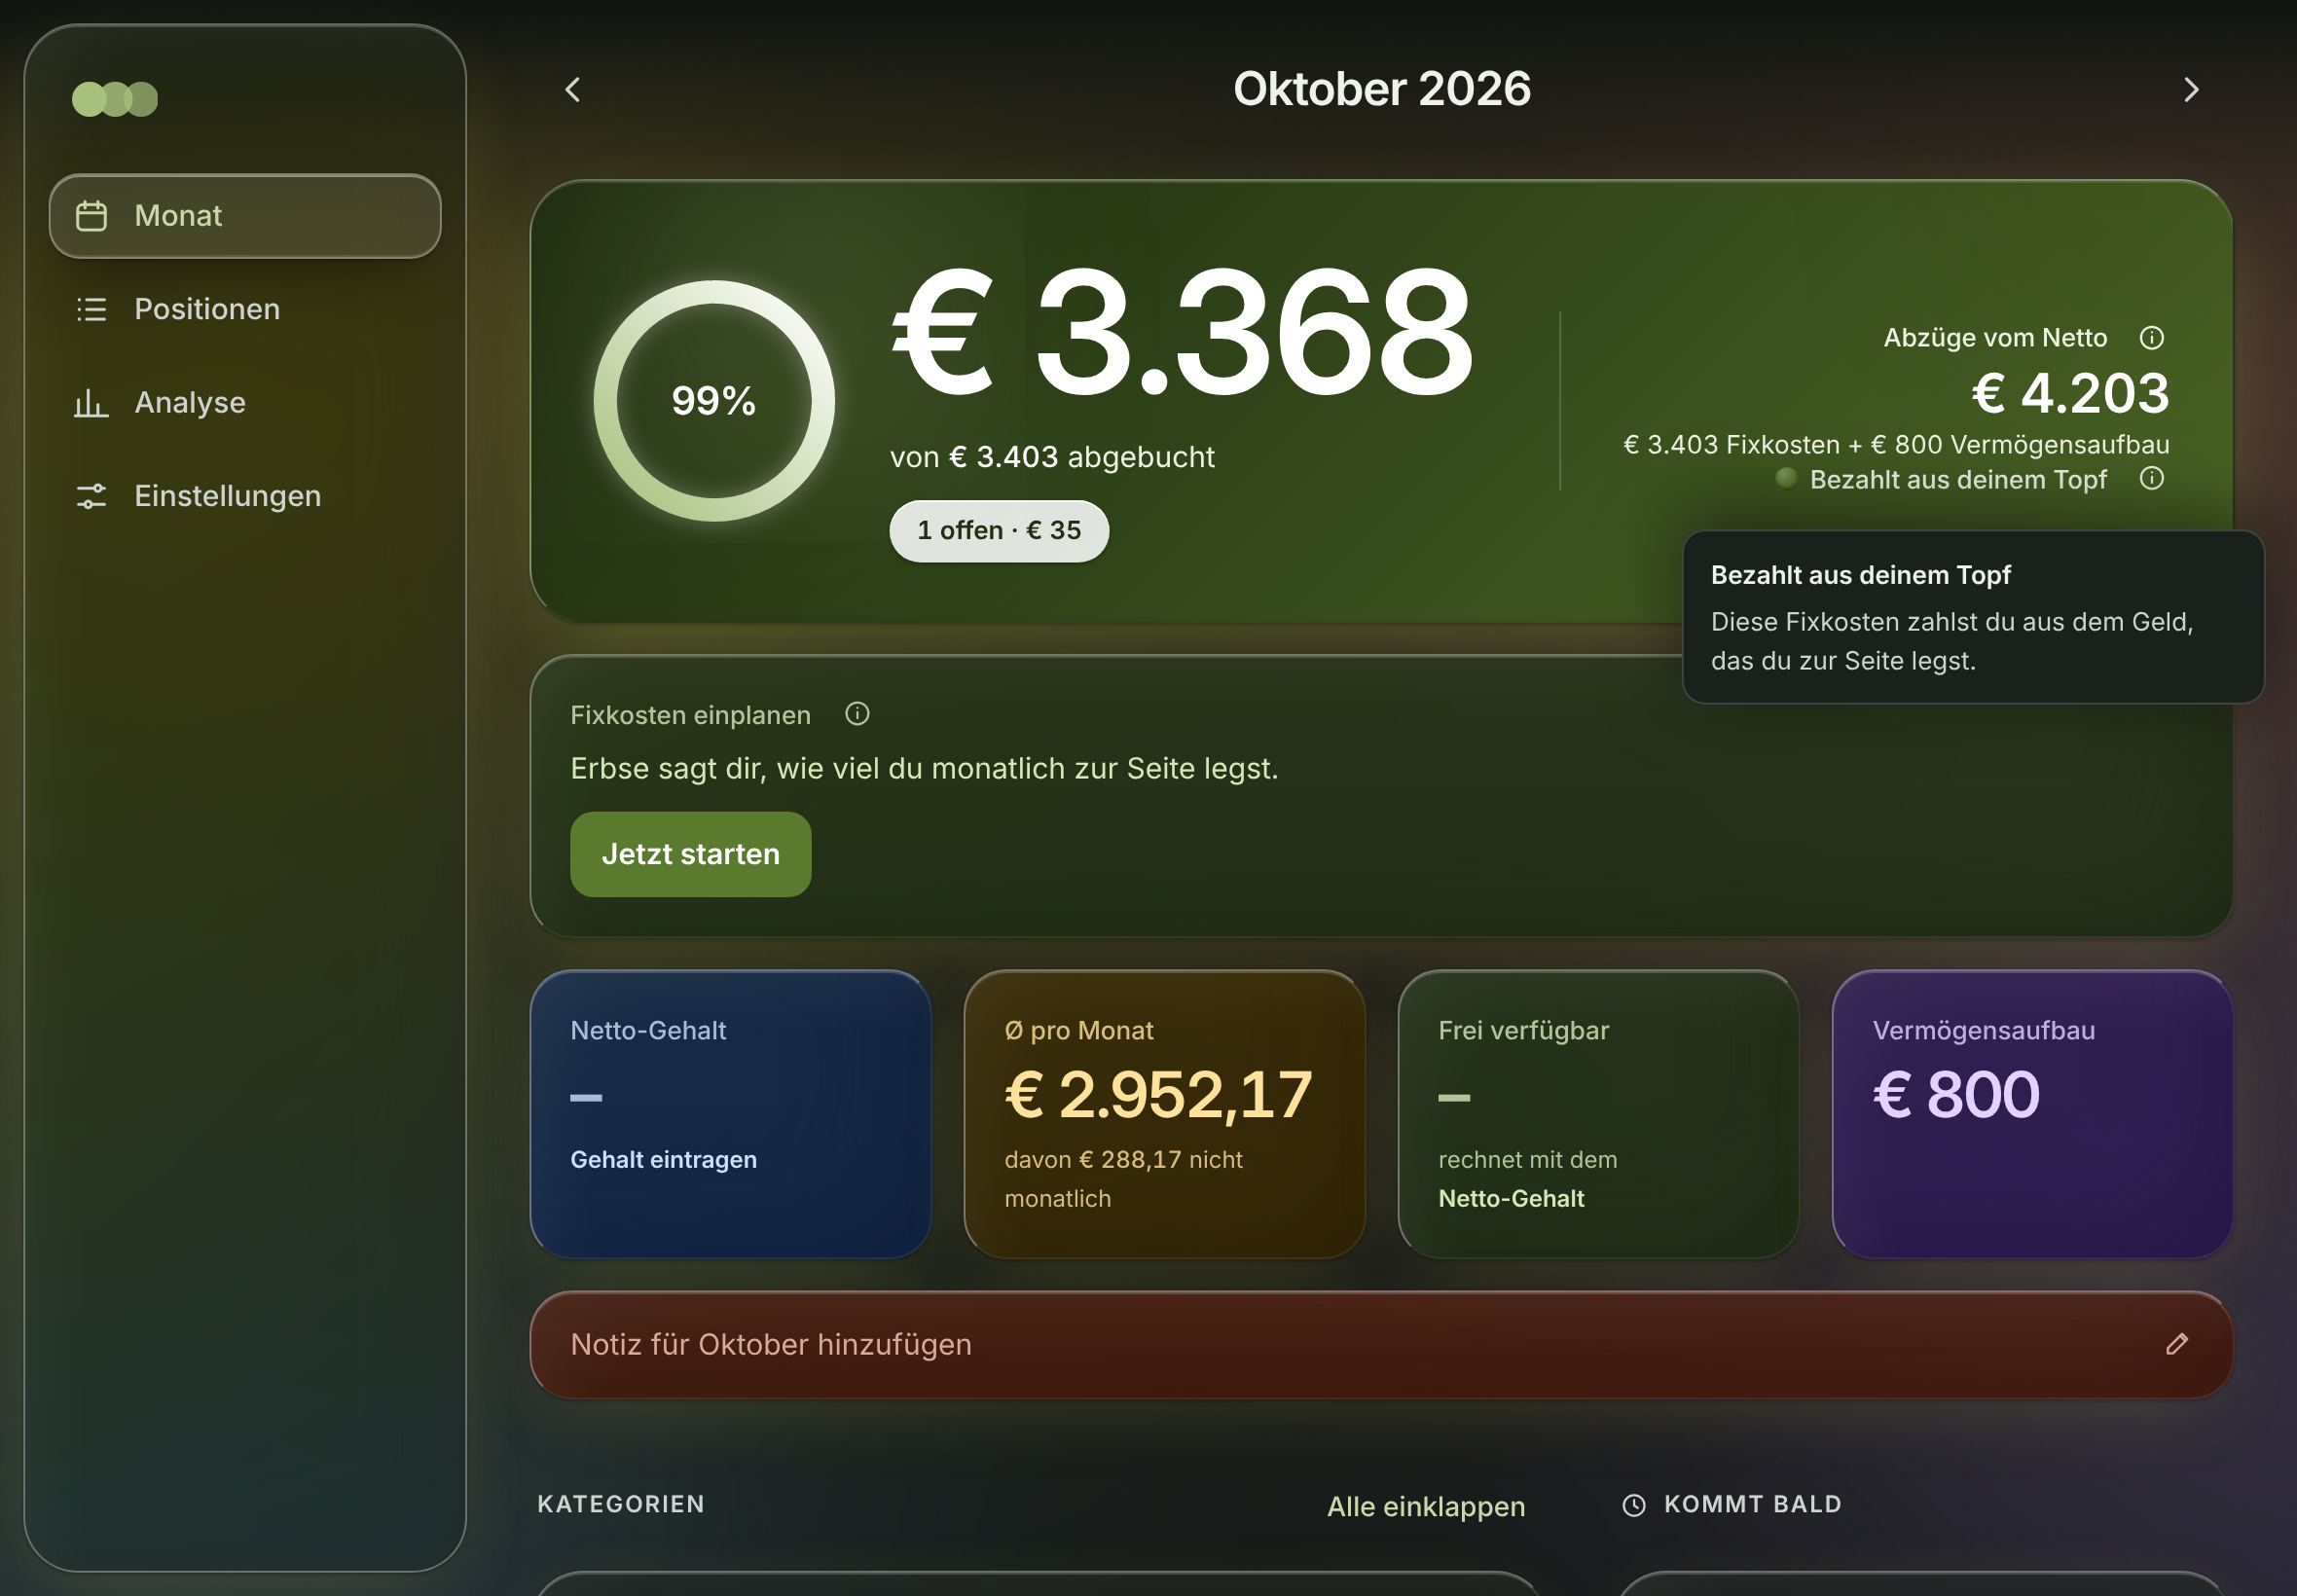 Oktober 2026
Monat
Positionen
Analyse
Einstellungen
99%
€ 3.368
von € 3.403 abgebucht
1 offen · € 35
Abzüge vom Netto
€ 4.203
€ 3.403 Fixkosten + € 800 Vermögensaufbau
Bezahlt aus deinem Topf
Bezahlt aus deinem Topf
Diese Fixkosten zahlst du aus dem Geld,
das du zur Seite legst.
Fixkosten einplanen
Erbse sagt dir, wie viel du monatlich zur Seite legst.
Jetzt starten
Netto-Gehalt
–
Gehalt eintragen
Ø pro Monat
€ 2.952,17
davon € 288,17 nicht
monatlich
Frei verfügbar
–
rechnet mit dem
Netto-Gehalt
Vermögensaufbau
€ 800
Notiz für Oktober hinzufügen
KATEGORIEN
Alle einklappen
KOMMT BALD